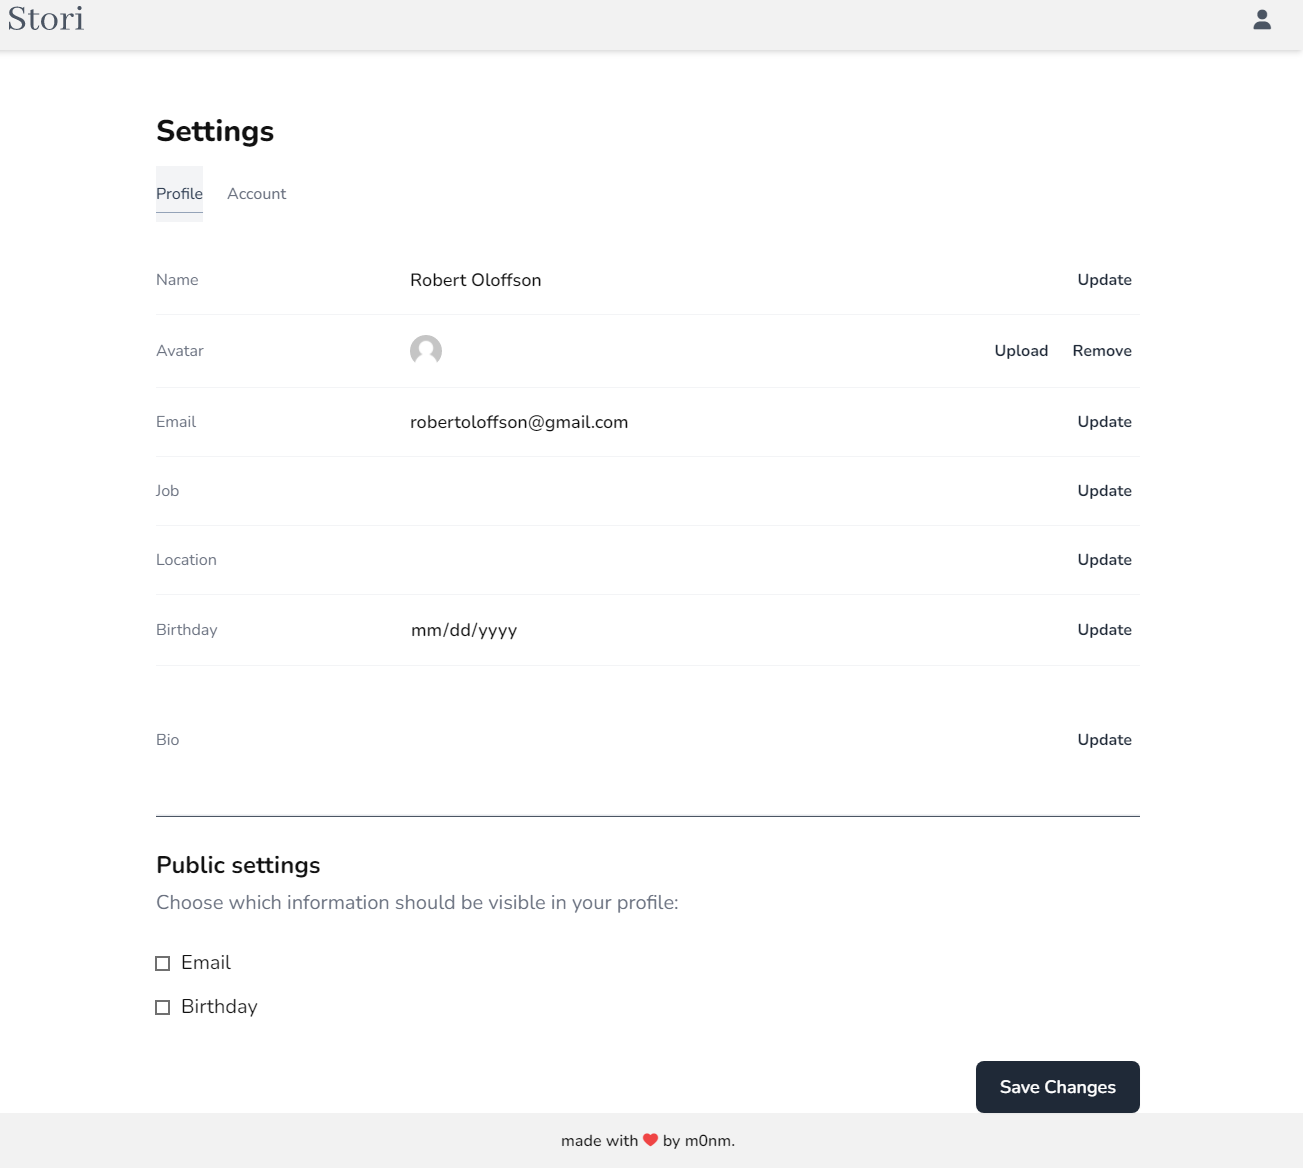 Stori
Settings
Profile Account
Name Robert Oloffson Update
Avatar Upload Remove
Email robertoloffson@gmail.com Update
Job Update
Location Update
Birthday mm/dd/yyyy Update
Bio Update
Public settings
Choose which information should be visible in your profile:
Email
Birthday
Save Changes
made with ❤️ by m0nm.